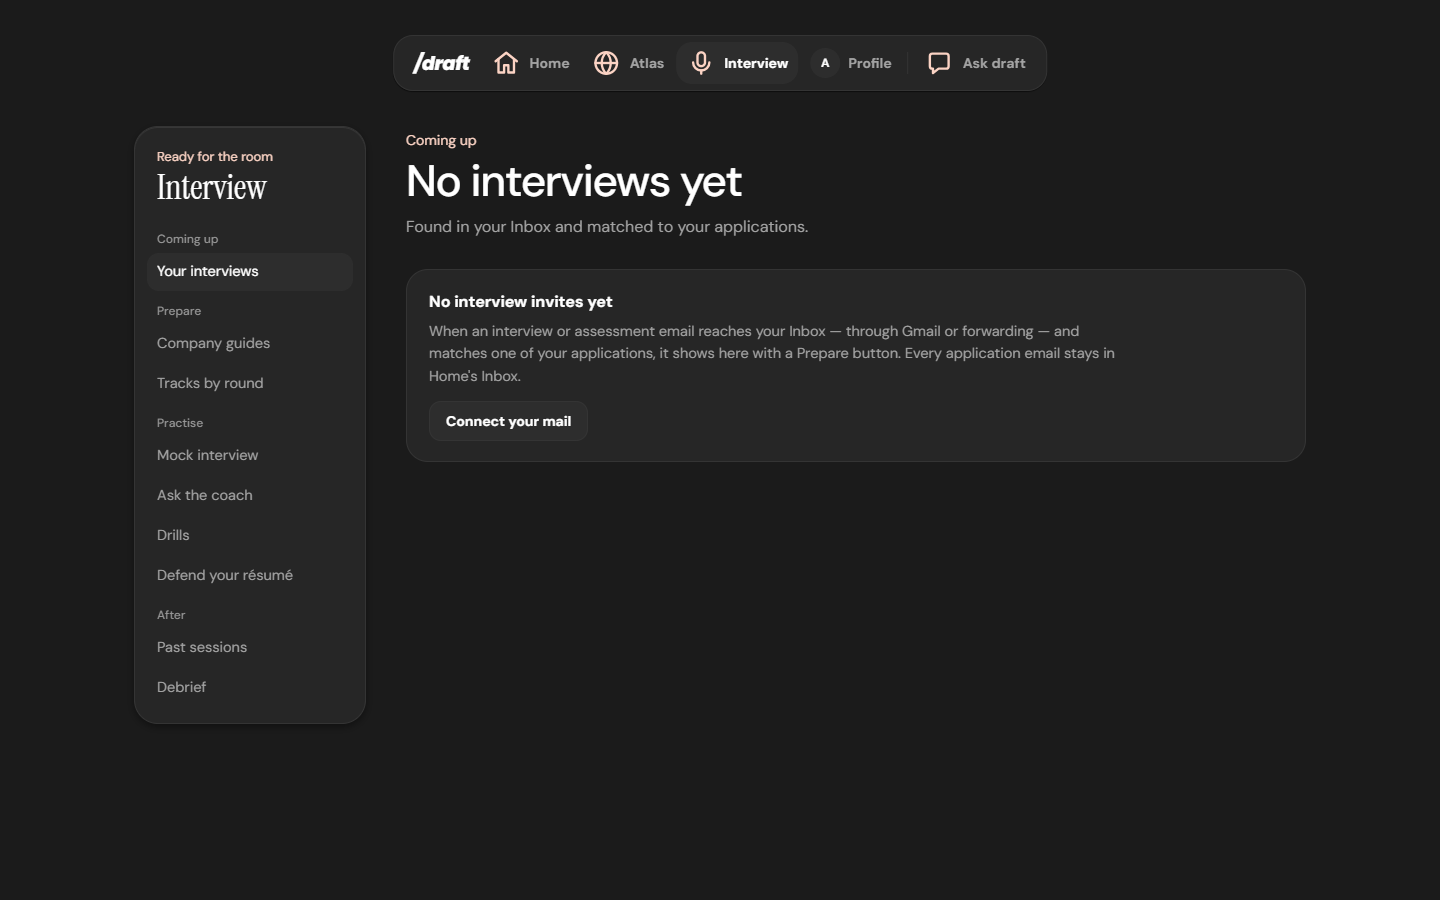 /draft
Home
Atlas
Interview
A
Profile
Ask draft
Ready for the room
Interview
Coming up
Your interviews
Prepare
Company guides
Tracks by round
Practise
Mock interview
Ask the coach
Drills
Defend your résumé
After
Past sessions
Debrief
Coming up
No interviews yet
Found in your Inbox and matched to your applications.
No interview invites yet
When an interview or assessment email reaches your Inbox — through Gmail or forwarding — and
matches one of your applications, it shows here with a Prepare button. Every application email stays in
Home's Inbox.
Connect your mail